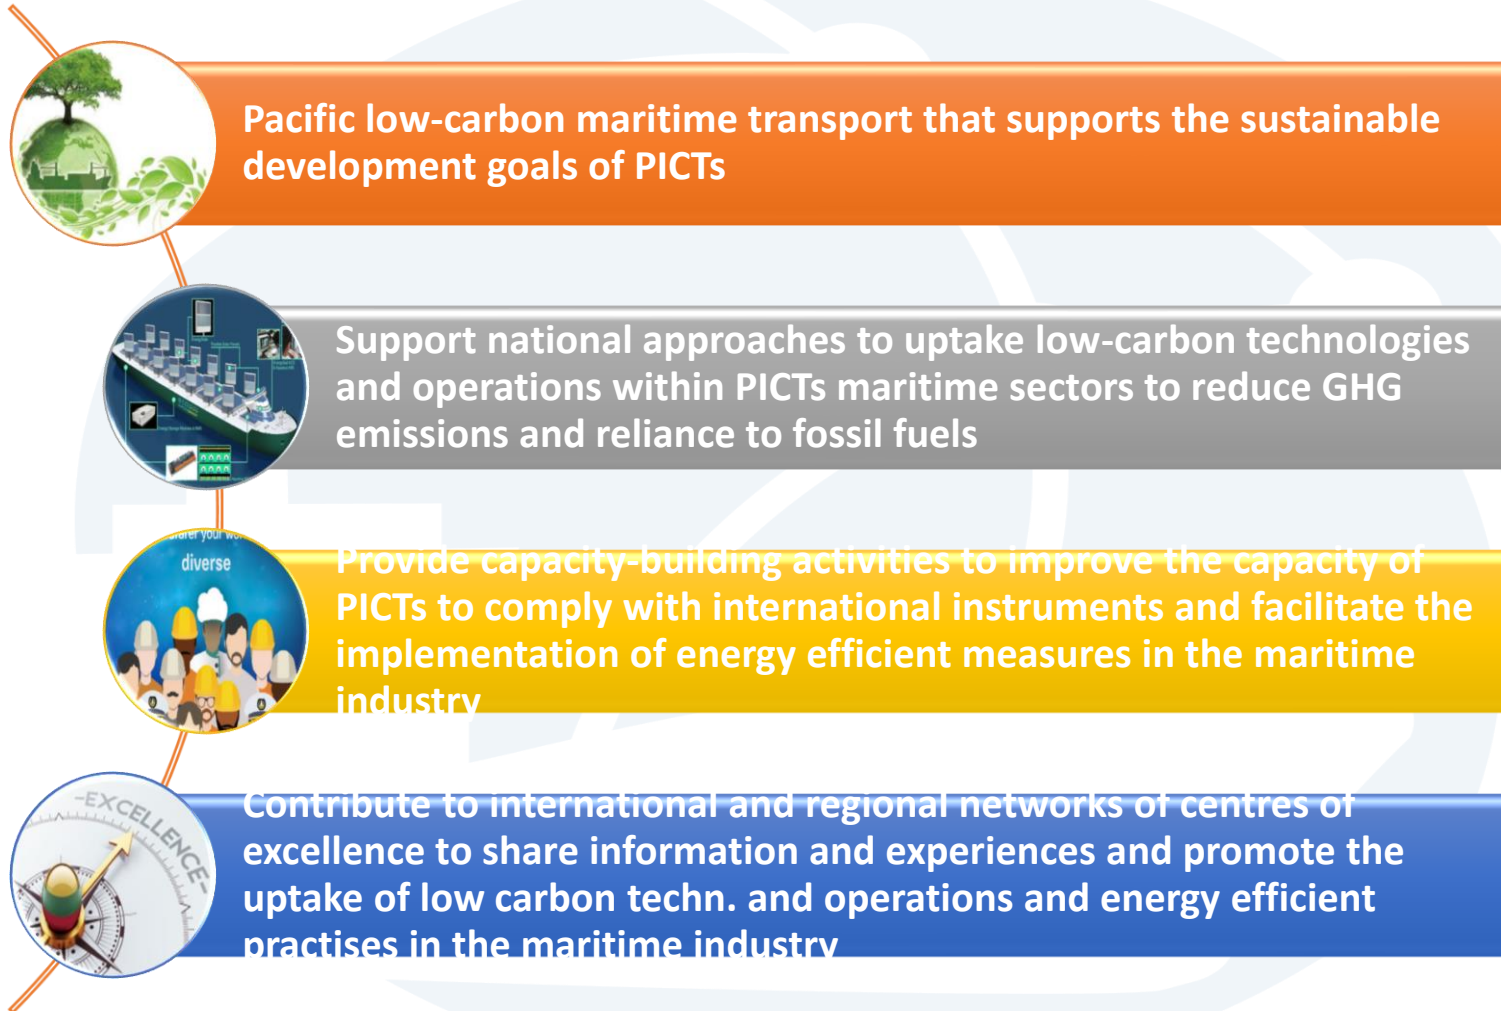 Pacific low-carbon maritime transport that supports the sustainable
development goals of PICTs
Support national approaches to uptake low-carbon technologies
and operations within PICTs maritime sectors to reduce GHG
emissions and reliance to fossil fuels
diverse
Provide capacity-building activities to improve the capacity of
PICTs to comply with international instruments and facilitate the
implementation of energy efficient measures in the maritime
industry
-EXCELLENCE-
Contribute to international and regional networks of centres of
excellence to share information and experiences and promote the
uptake of low carbon techn. and operations and energy efficient
practises in the maritime industry